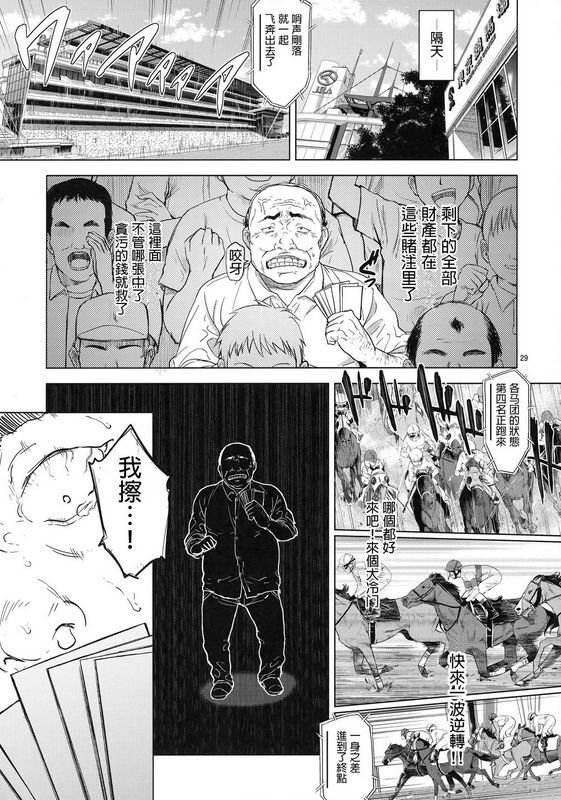 隔天
JRA
哨声剛落
就一起
飞奔出去了
剩下的全部
財產都在
這些賭注里了
咬牙
這裡面
不管哪張中了
貪污的錢就救了
29
各马团的狀態
第四名正跑來
哪個都好
來吧！來個大冷门
快來一波逆轉!!
一身之差
進到了終點
我擦…！